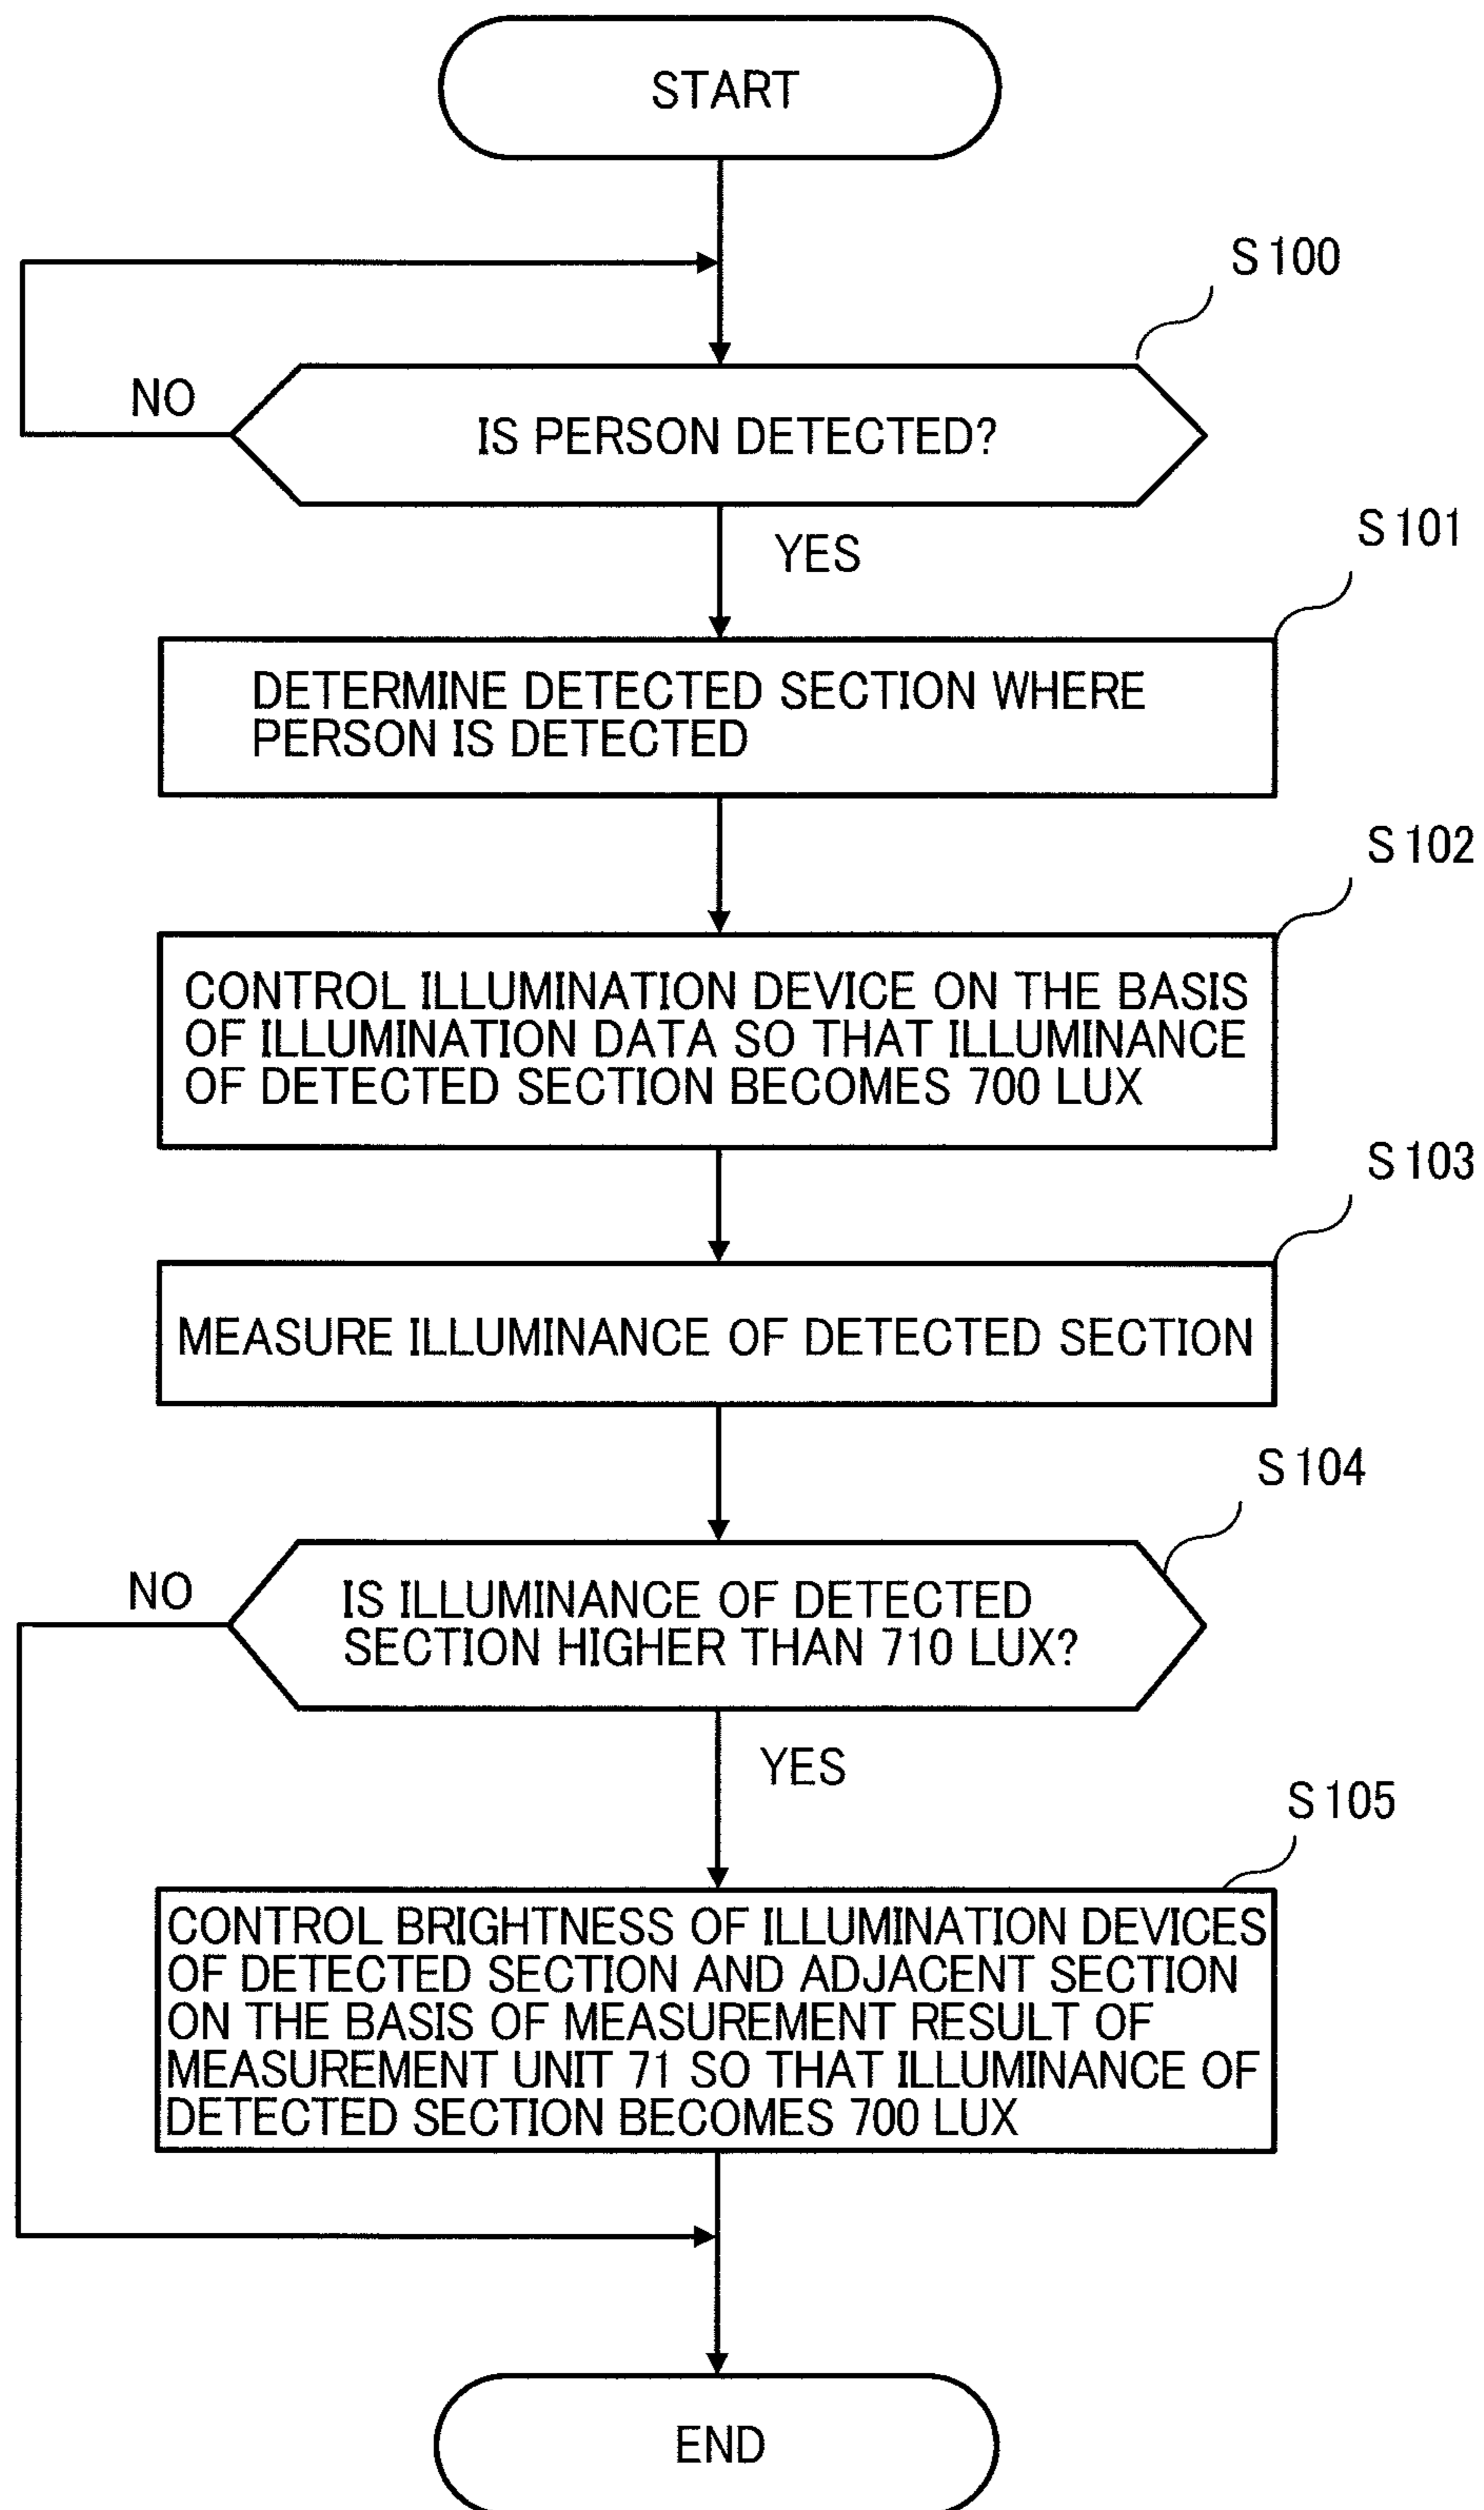 START
S100
NO
IS PERSON DETECTED?
YES
S101
DETERMINE DETECTED SECTION WHERE
PERSON IS DETECTED
S102
CONTROL ILLUMINATION DEVICE ON THE BASIS
OF ILLUMINATION DATA SO THAT ILLUMINANCE
OF DETECTED SECTION BECOMES 700 LUX
S103
MEASURE ILLUMINANCE OF DETECTED SECTION
S104
NO
IS ILLUMINANCE OF DETECTED
SECTION HIGHER THAN 710 LUX?
YES
S105
CONTROL BRIGHTNESS OF ILLUMINATION DEVICES
OF DETECTED SECTION AND ADJACENT SECTION
ON THE BASIS OF MEASUREMENT RESULT OF
MEASUREMENT UNIT 71 SO THAT ILLUMINANCE OF
DETECTED SECTION BECOMES 700 LUX
END